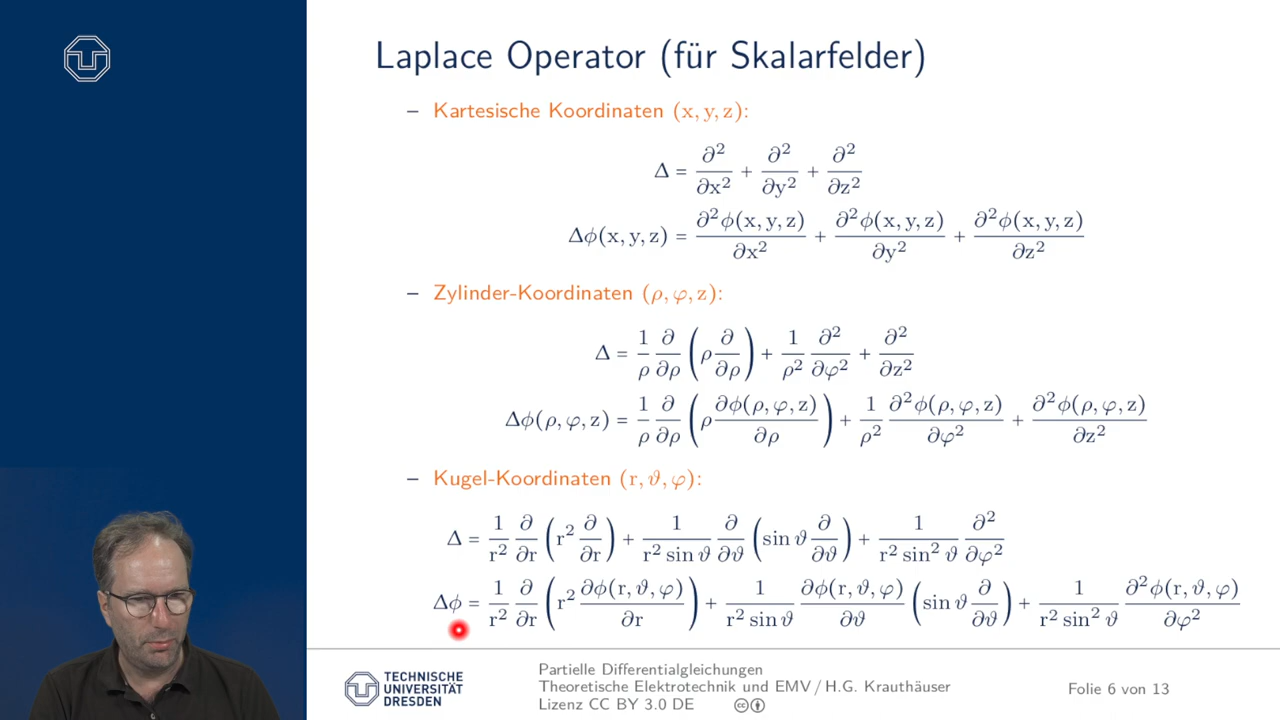 Laplace Operator (für Skalarfelder)
– Kartesische Koordinaten (x, y, z):
Δ = ∂²/∂x² + ∂²/∂y² + ∂²/∂z²
Δϕ(x, y, z) = ∂²ϕ(x, y, z)/∂x² + ∂²ϕ(x, y, z)/∂y² + ∂²ϕ(x, y, z)/∂z²
– Zylinder-Koordinaten (ρ, φ, z):
Δ = 1/ρ ∂/∂ρ (ρ ∂/∂ρ) + 1/ρ² ∂²/∂φ² + ∂²/∂z²
Δϕ(ρ, φ, z) = 1/ρ ∂/∂ρ (ρ ∂ϕ(ρ, φ, z)/∂ρ) + 1/ρ² ∂²ϕ(ρ, φ, z)/∂φ² + ∂²ϕ(ρ, φ, z)/∂z²
– Kugel-Koordinaten (r, ϑ, φ):
Δ = 1/r² ∂/∂r (r² ∂/∂r) + 1/(r² sin ϑ) ∂/∂ϑ (sin ϑ ∂/∂ϑ) + 1/(r² sin² ϑ) ∂²/∂φ²
Δϕ = 1/r² ∂/∂r (r² ∂ϕ(r, ϑ, φ)/∂r) + 1/(r² sin ϑ) ∂ϕ(r, ϑ, φ)/∂ϑ (sin ϑ ∂/∂ϑ) + 1/(r² sin² ϑ) ∂²ϕ(r, ϑ, φ)/∂φ²
TECHNISCHE
UNIVERSITÄT
DRESDEN
Partielle Differentialgleichungen
Theoretische Elektrotechnik und EMV / H.G. Krauthäuser
Lizenz CC BY 3.0 DE
Folie 6 von 13